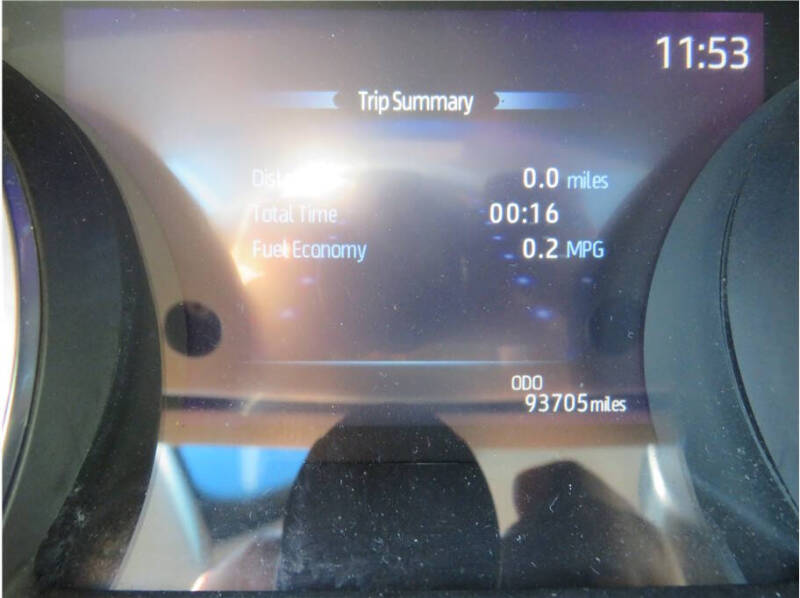 11:53
Trip Summary
0.0 miles
Total Time 00:16
Fuel Economy 0.2 MPG
ODO
93705 miles